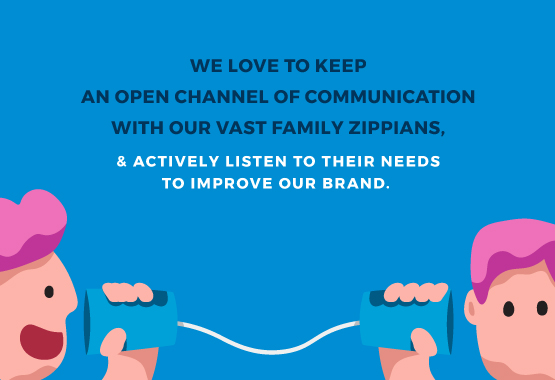 WE LOVE TO KEEP
AN OPEN CHANNEL OF COMMUNICATION
WITH OUR VAST FAMILY ZIPPIANS,
& ACTIVELY LISTEN TO THEIR NEEDS
TO IMPROVE OUR BRAND.